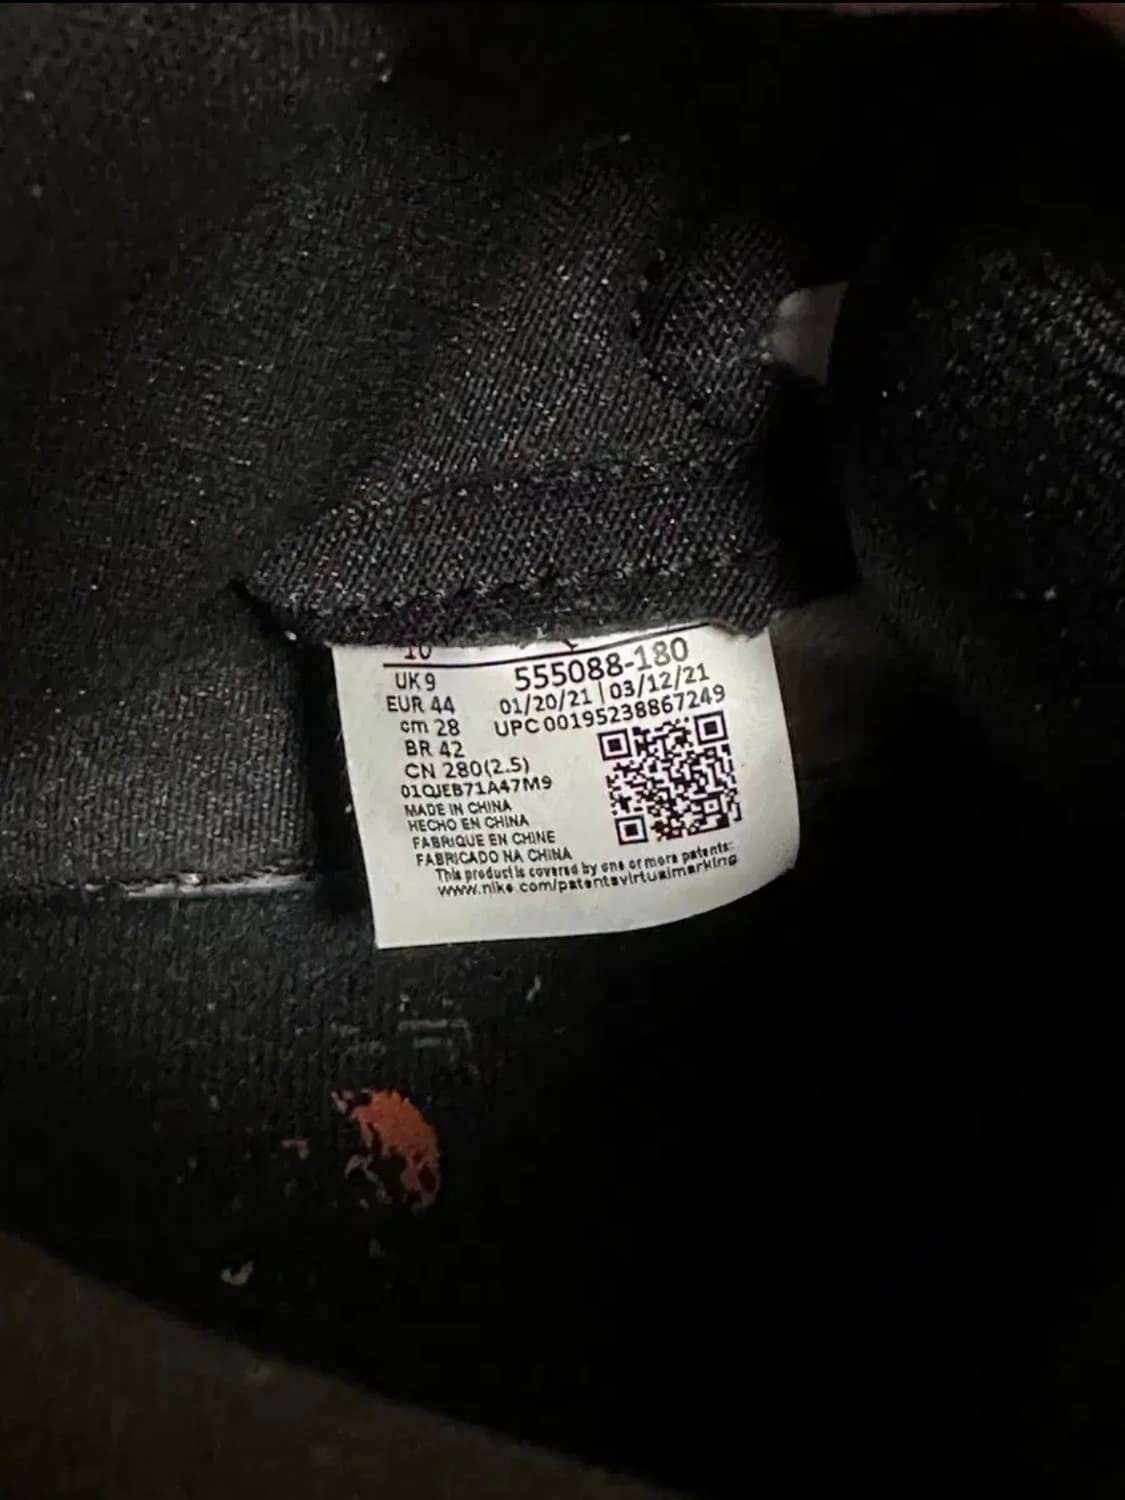 10
UK 9
EUR 44
cm 28
BR 42
CN 280(2.5)
01QJEB71A47M9
MADE IN CHINA
HECHO EN CHINA
FABRIQUE EN CHINE
FABRICADO NA CHINA
555088-180
01/20/21 | 03/12/21
UPC 00195238867249
This product is covered by one or more patents:
www.nike.com/patentsvirtualmarking